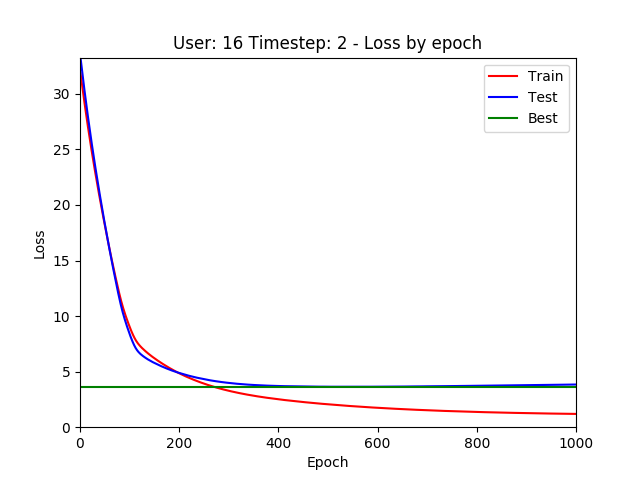 User: 16 Timestep: 2 - Loss by epoch
Train
Test
Best
Loss
30
25
20
15
10
5
0
0 200 400 600 800 1000
Epoch